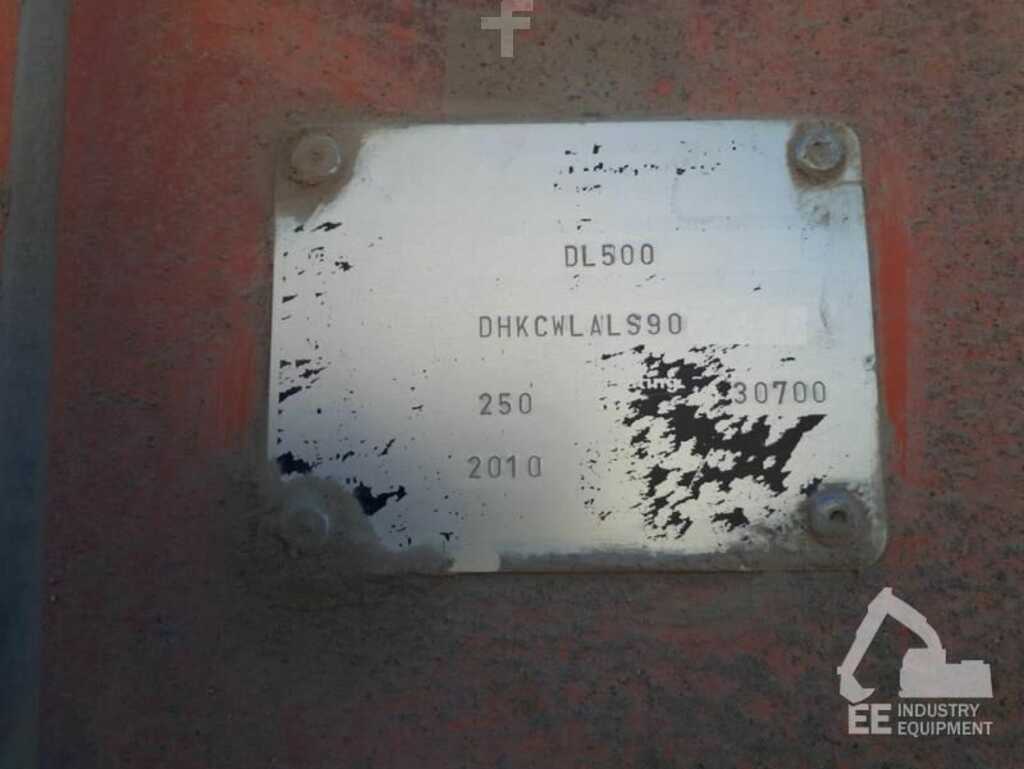 DL500
DHKCWLALS90
250 30700
2010
EE INDUSTRY
EQUIPMENT